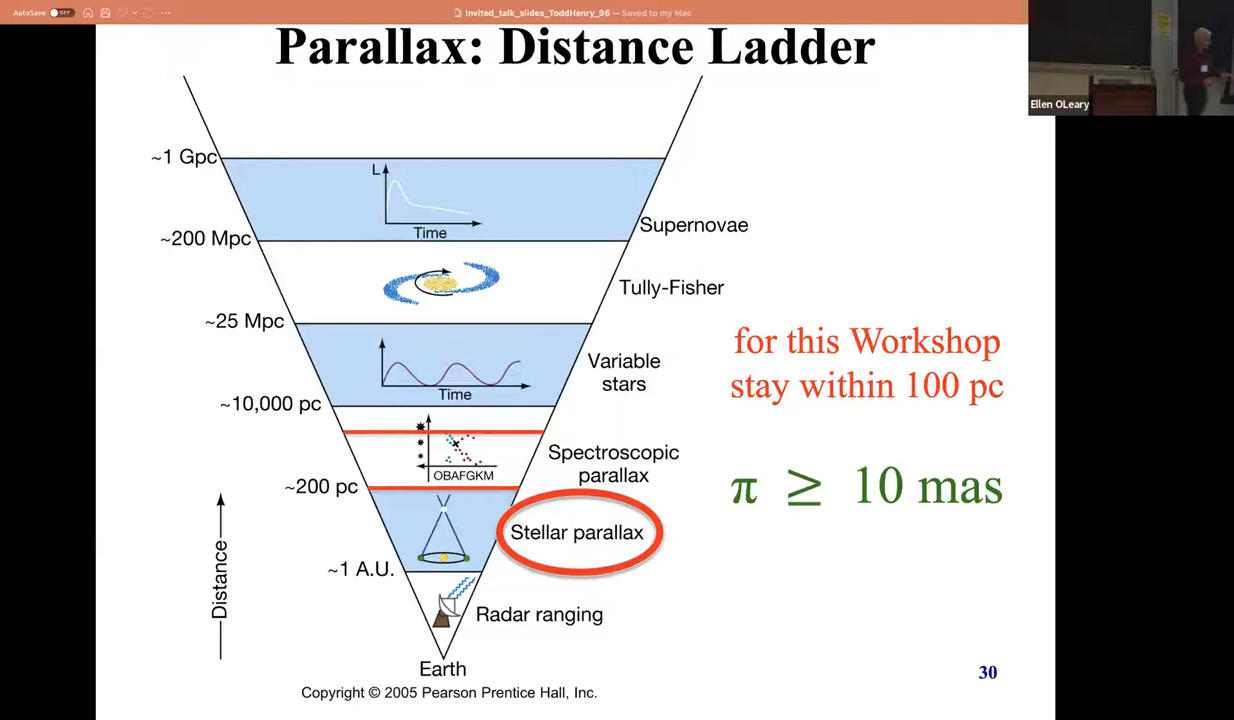 AutoSave OFF
Invited_talk_slides_ToddHenry_96 — Saved to my Mac
Parallax: Distance Ladder
Ellen OLeary
~1 Gpc
L
Time
Supernovae
~200 Mpc
Tully-Fisher
~25 Mpc
Variable
stars
Time
for this Workshop
stay within 100 pc
~10,000 pc
OBAFGKM
Spectroscopic
parallax
π ≥ 10 mas
~200 pc
Stellar parallax
~1 A.U.
Distance
Radar ranging
Earth
30
Copyright © 2005 Pearson Prentice Hall, Inc.